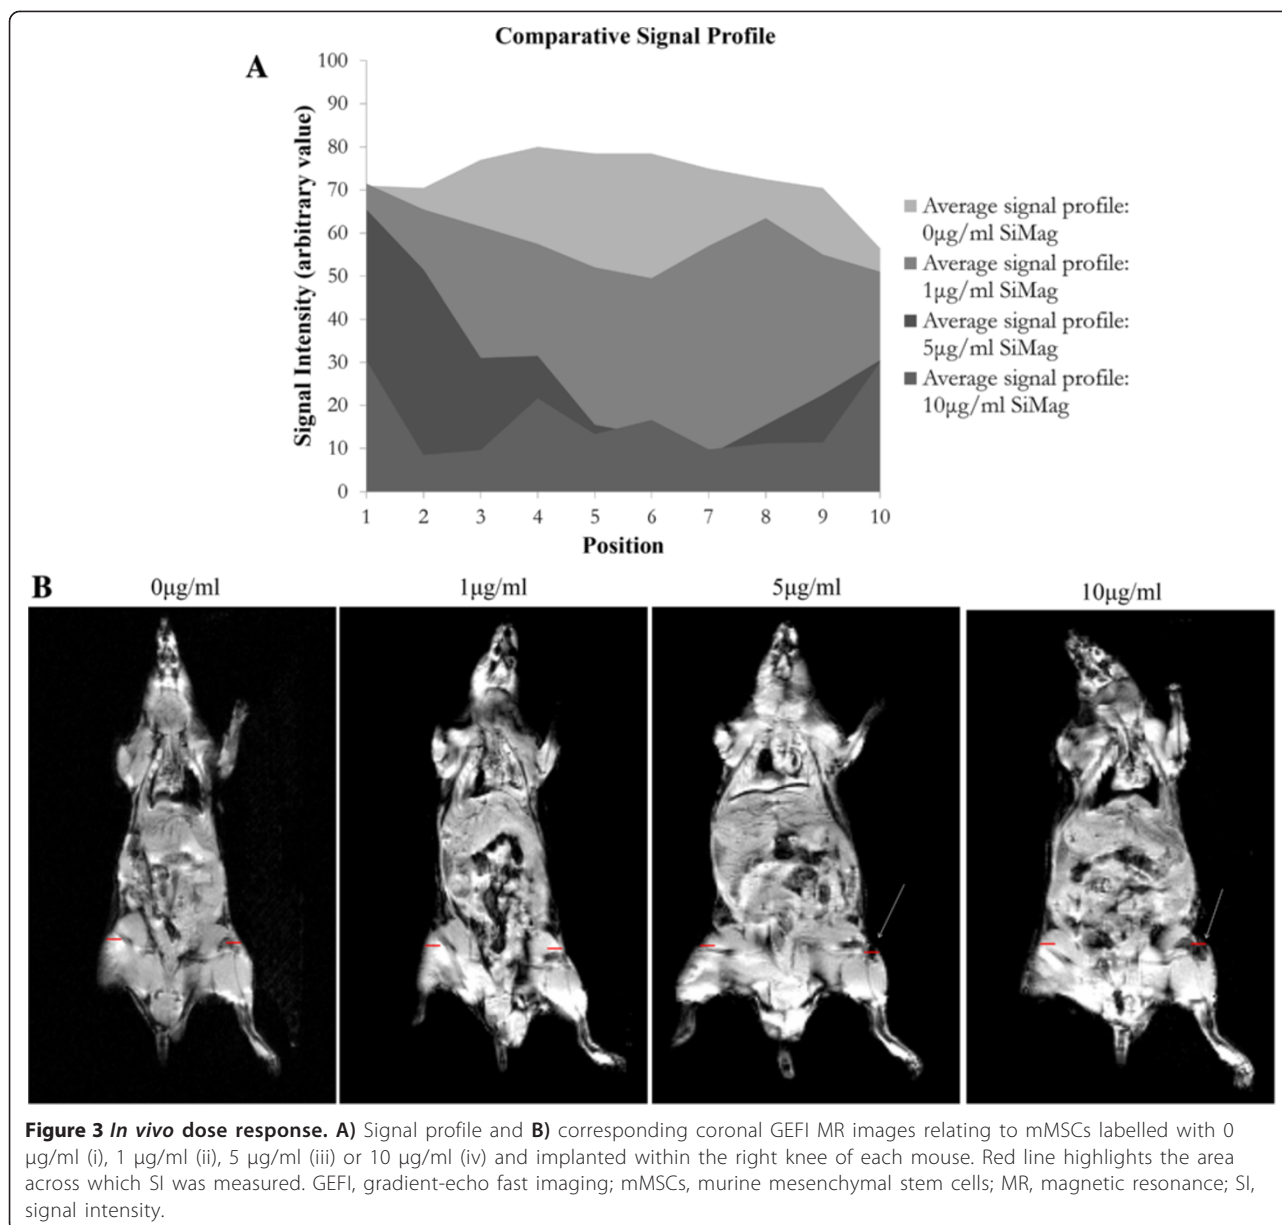 Comparative Signal Profile
A
Signal Intensity (arbitrary value)
100
90
80
70
60
50
40
30
20
10
0
1 2 3 4 5 6 7 8 9 10
Position
Average signal profile:
0µg/ml SiMag
Average signal profile:
1µg/ml SiMag
Average signal profile:
5µg/ml SiMag
Average signal profile:
10µg/ml SiMag
B
0µg/ml 1µg/ml 5µg/ml 10µg/ml
Figure 3 In vivo dose response. A) Signal profile and B) corresponding coronal GEFI MR images relating to mMSCs labelled with 0
µg/ml (i), 1 µg/ml (ii), 5 µg/ml (iii) or 10 µg/ml (iv) and implanted within the right knee of each mouse. Red line highlights the area
across which SI was measured. GEFI, gradient-echo fast imaging; mMSCs, murine mesenchymal stem cells; MR, magnetic resonance; SI,
signal intensity.